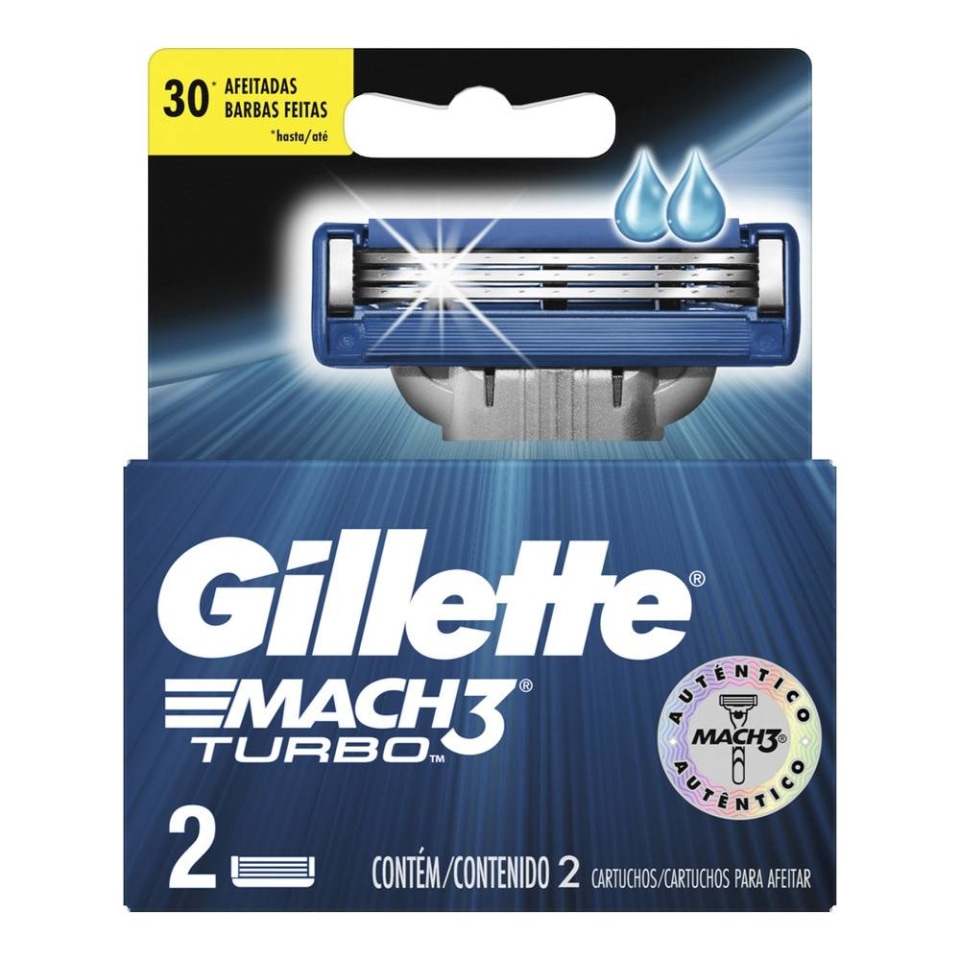 30* AFEITADAS
BARBAS FEITAS
*hasta/até
Gillette®
MACH3®
TURBO™
AUTÉNTICO
MACH3®
AUTÊNTICO
2
CONTÉM/CONTENIDO 2 CARTUCHOS/CARTUCHOS PARA AFEITAR